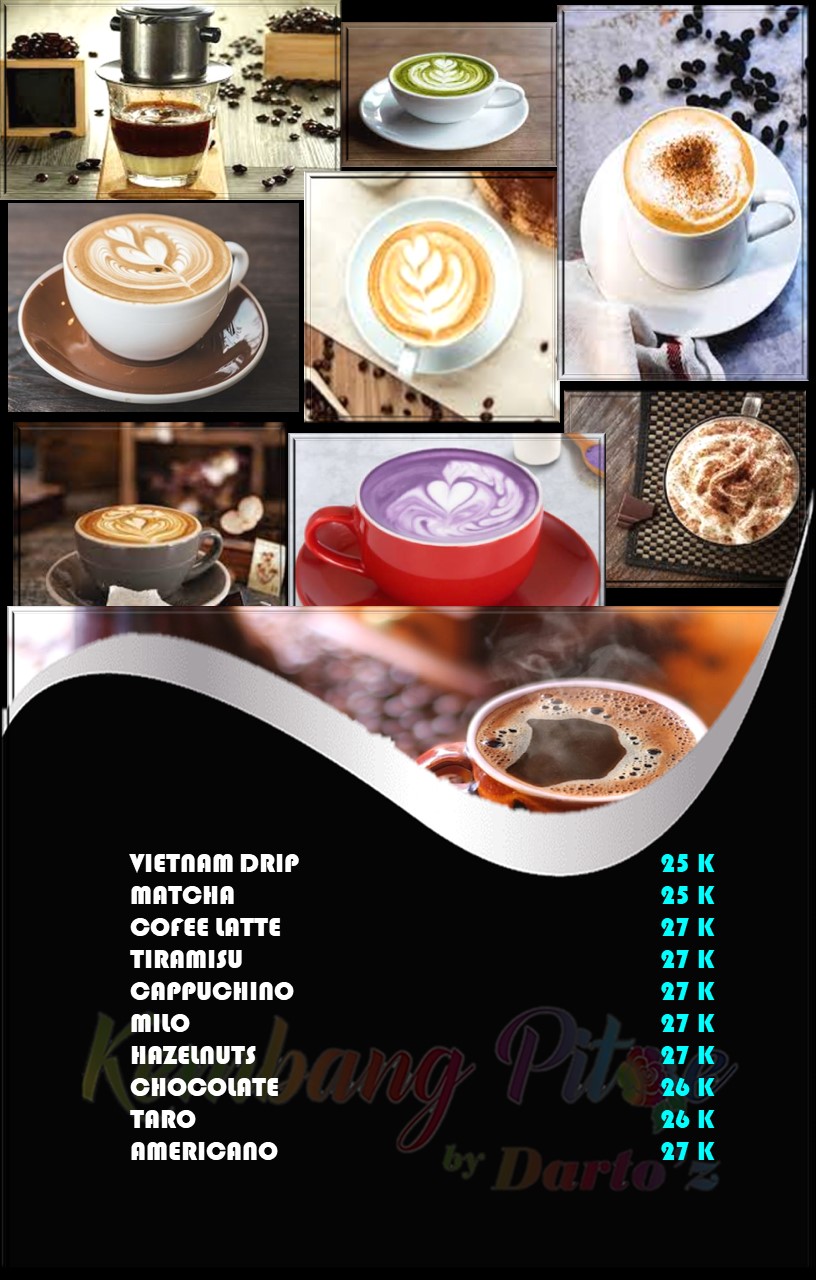 VIETNAM DRIP 25 K
MATCHA 25 K
COFEE LATTE 27 K
TIRAMISU 27 K
CAPPUCHINO 27 K
MILO 27 K
HAZELNUTS 27 K
CHOCOLATE 26 K
TARO 26 K
AMERICANO 27 K
Kembang Pitoe
by Darto'z